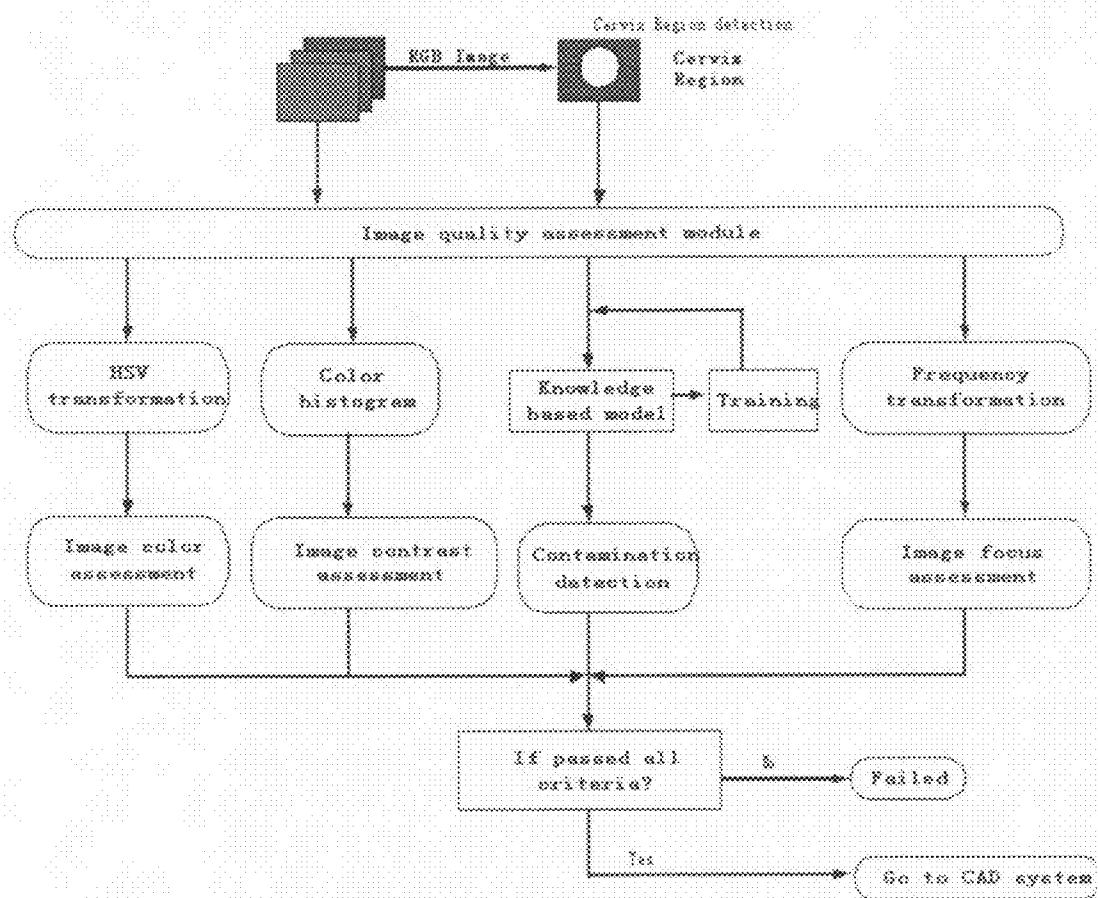 Cervix Region detection
RGB Image
Cervix
Region
Image quality assessment module
HSV
transformation
Color
histogram
Knowledge
based model
Training
Frequency
transformation
Image color
assessment
Image contrast
assessment
Contamination
detection
Image focus
assessment
If passed all
criteria?
Failed
Yes
Go to CAD system